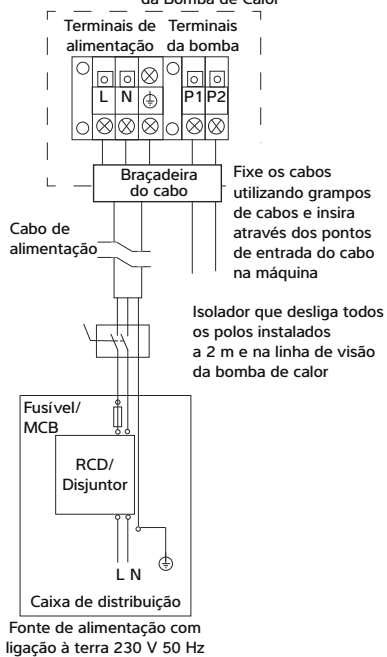 da Bomba de Calor
Terminais de
alimentação
Terminais
da bomba
L N P1 P2
Braçadeira
do cabo
Fixe os cabos
utilizando grampos
de cabos e insira
através dos pontos
de entrada do cabo
na máquina
Cabo de
alimentação
Isolador que desliga todos
os polos instalados
a 2 m e na linha de visão
da bomba de calor
Fusível/
MCB
RCD/
Disjuntor
L N
Caixa de distribuição
Fonte de alimentação com
ligação à terra 230 V 50 Hz